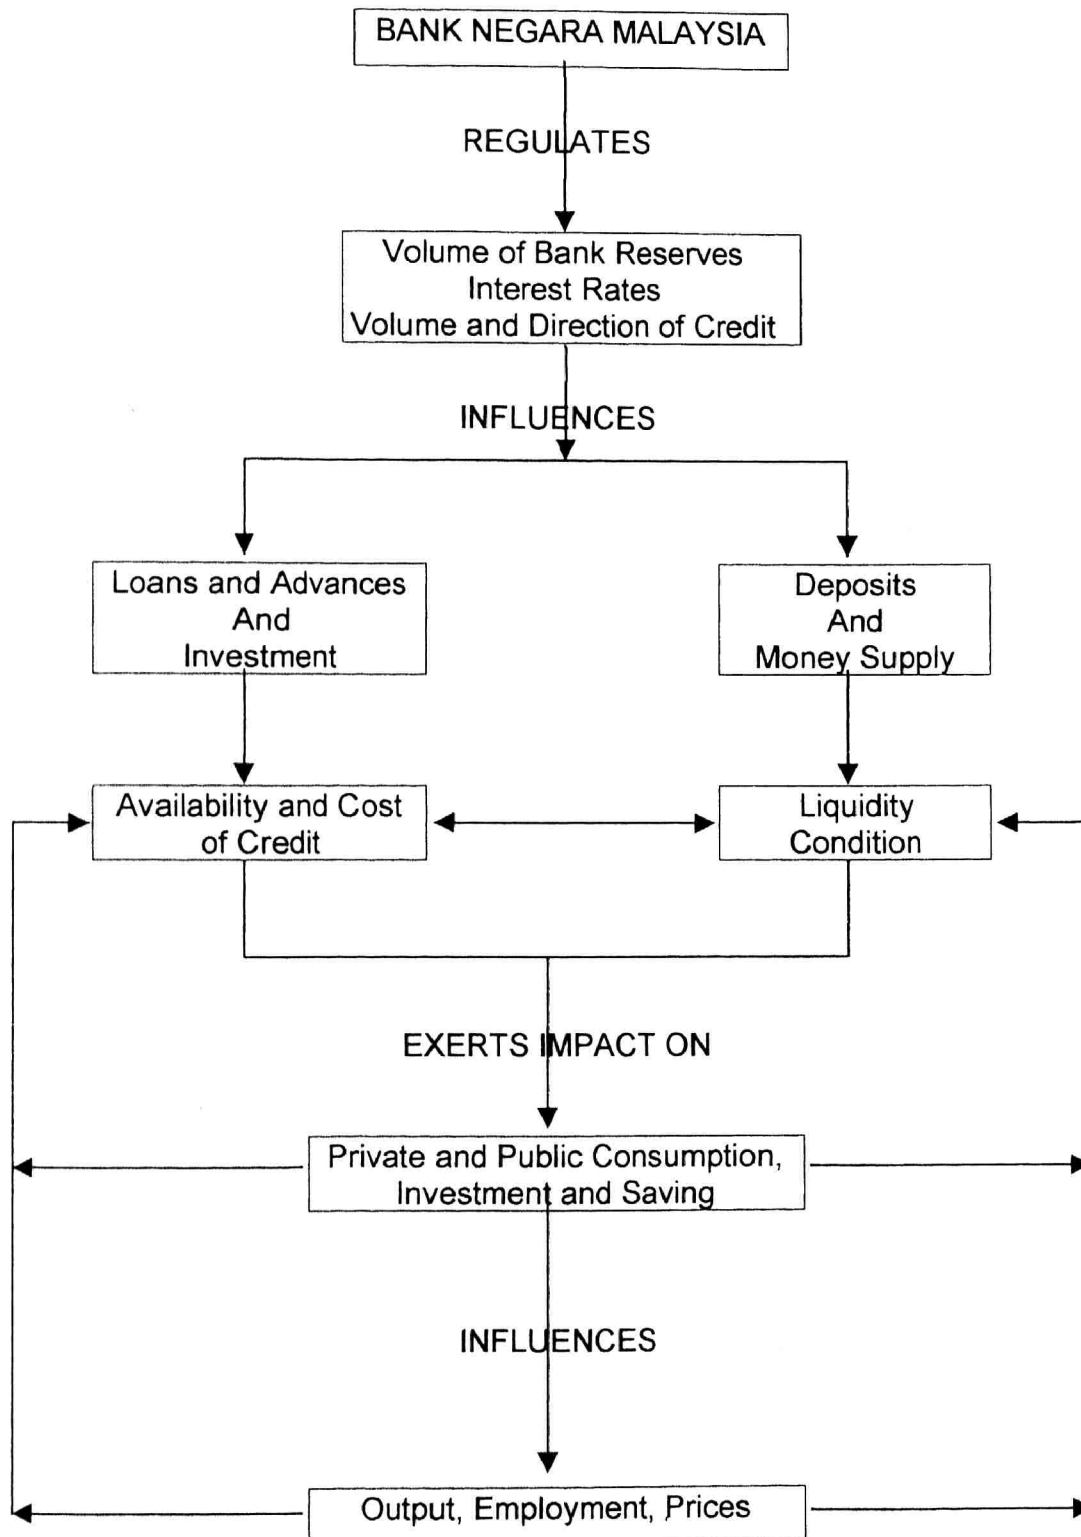 BANK NEGARA MALAYSIA
REGULATES
Volume of Bank Reserves
Interest Rates
Volume and Direction of Credit
INFLUENCES
Loans and Advances
And
Investment
Deposits
And
Money Supply
Availability and Cost
of Credit
Liquidity
Condition
EXERTS IMPACT ON
Private and Public Consumption,
Investment and Saving
INFLUENCES
Output, Employment, Prices